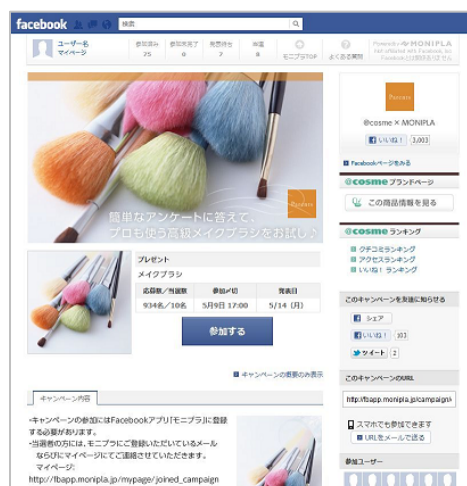 facebook
検索
ユーザー名
マイページ
参加済み
75
参加未完了
0
発表待ち
7
当選
8
モニプラTOP
よくある質問
Powered by MONIPLA
@cosme × MONIPLA
いいね！ 3,003
Facebookページをみる
@cosme ブランドページ
この商品情報を見る
@cosme ランキング
クチコミランキング
アクセスランキング
いいね！ランキング
簡単なアンケートに答えて、
プロも使う高級メイクブラシをお試し♪
プレゼント
メイクブラシ
応募数／当選数 参加〆切 発表日
934名／10名 5月9日 17:00 5/14（月）
参加する
キャンペーンの概要のみ表示
このキャンペーンを友達に知らせる
シェア
いいね！ 103
ツイート 2
このキャンペーンのURL
http://fbapp.monipla.jp/campaign/
スマホでも参加できます
URLをメールで送る
参加ユーザー
キャンペーン内容
・キャンペーンの参加にはFacebookアプリ「モニプラ」に登録
する必要があります。
・当選者の方には、モニプラにご登録いただいているメール
ならびにマイページにてご連絡させていただきます。
マイページ:
http://fbapp.monipla.jp/mypage/joined_campaign